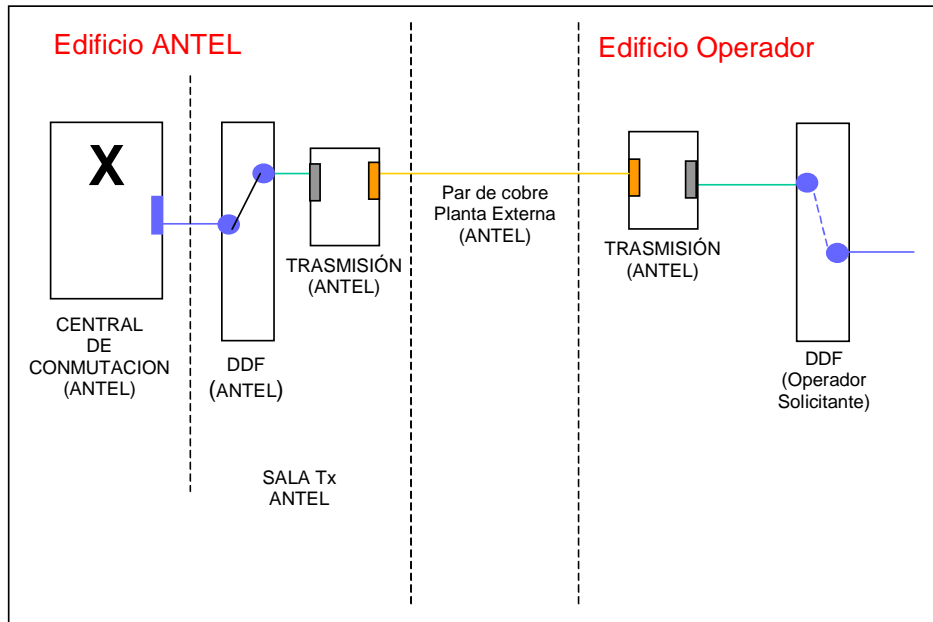 Edificio ANTEL
Edificio Operador
X
CENTRAL
DE
CONMUTACION
(ANTEL)
DDF
(ANTEL)
TRASMISIÓN
(ANTEL)
SALA Tx
ANTEL
Par de cobre
Planta Externa
(ANTEL)
TRASMISIÓN
(ANTEL)
DDF
(Operador
Solicitante)